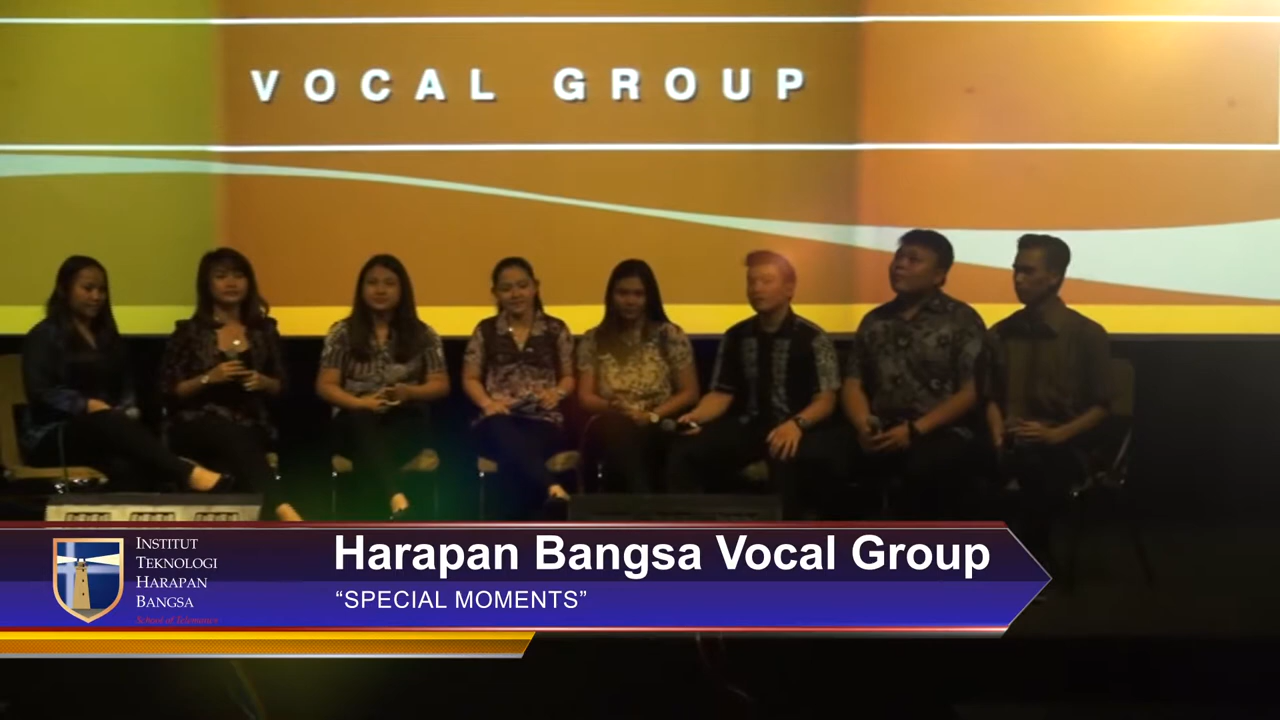 VOCAL GROUP
INSTITUT
TEKNOLOGI
HARAPAN
BANGSA
Harapan Bangsa Vocal Group
“SPECIAL MOMENTS”